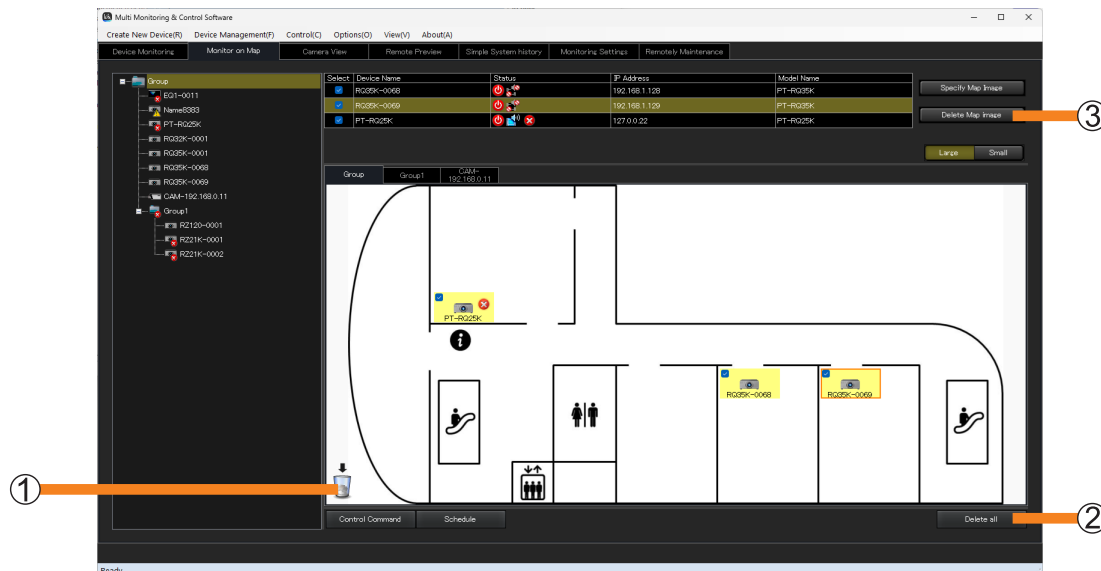 Multi Monitoring & Control Software
Create New Device(R) Device Management(F) Control(C) Options(O) View(V) About(A)
Device Monitoring Monitor on Map Camera View Remote Preview Simple System history Monitoring Settings Remotely Maintenance
Group
EQ1-0011
Name8383
PT-RQ25K
RQ32K-0001
RQ35K-0001
RQ35K-0068
RQ35K-0069
CAM-192.168.0.11
Group1
RZ120-0001
RZ21K-0001
RZ21K-0002
Select Device Name Status IP Address Model Name
RQ35K-0068 192.168.1.128 PT-RQ35K
RQ35K-0069 192.168.1.129 PT-RQ35K
PT-RQ25K 127.0.0.22 PT-RQ25K
Specify Map Image
Delete Map image
3
Large Small
Group Group1 CAM-
192.168.0.11
PT-RQ25K
i
RQ35K-0068 RQ35K-0069
1
Control Command Schedule Delete all
2
Ready